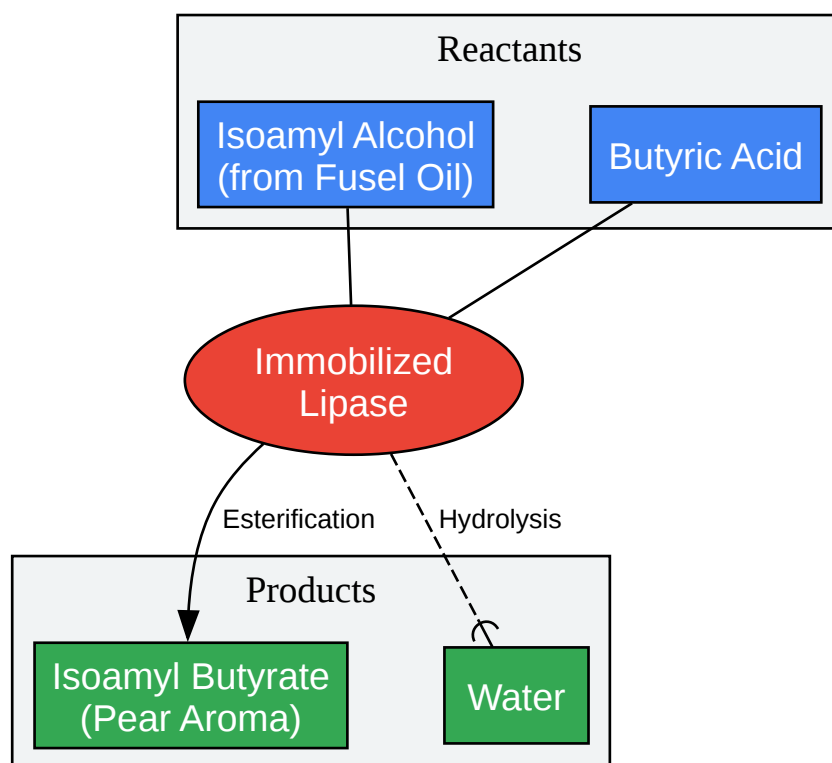 Reactants
Isoamyl Alcohol
(from Fusel Oil)
Butyric Acid
Immobilized
Lipase
Esterification
Hydrolysis
Products
Isoamyl Butyrate
(Pear Aroma)
Water